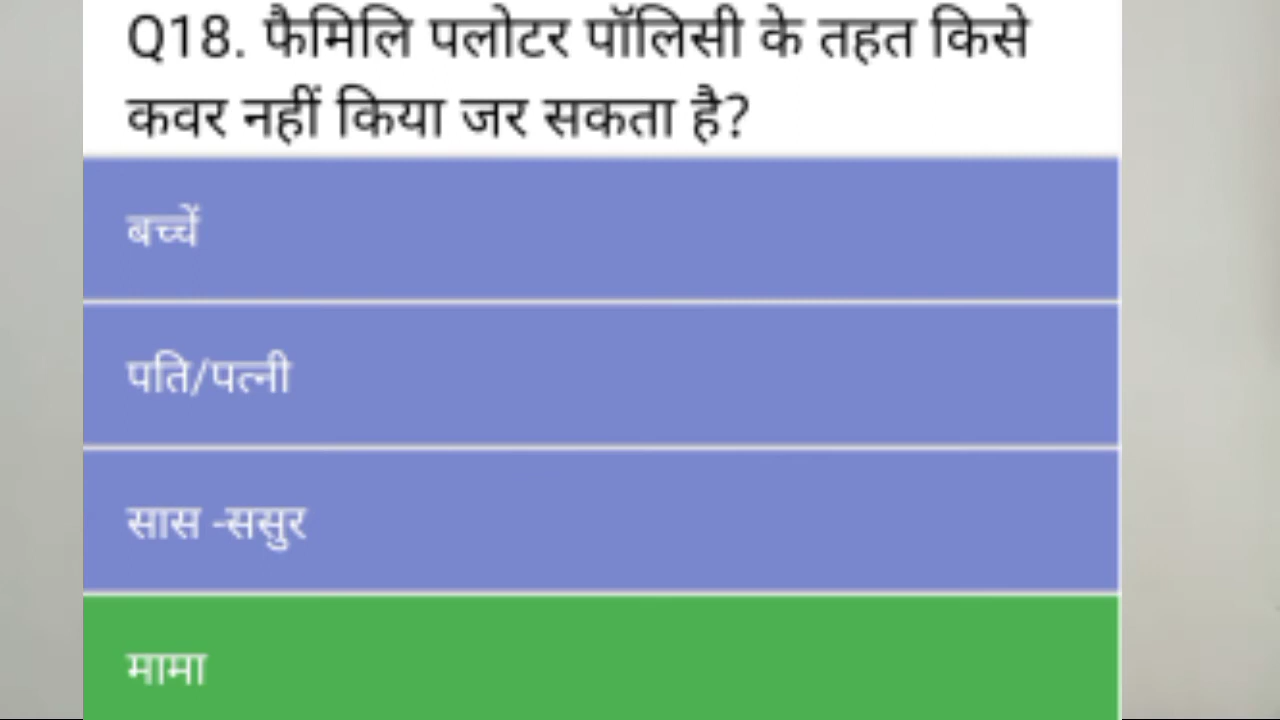 Q18. फैमिलि पलोटर पॉलिसी के तहत किसे
कवर नहीं किया जर सकता है?
बच्चें
पति/पत्नी
सास -ससुर
मामा